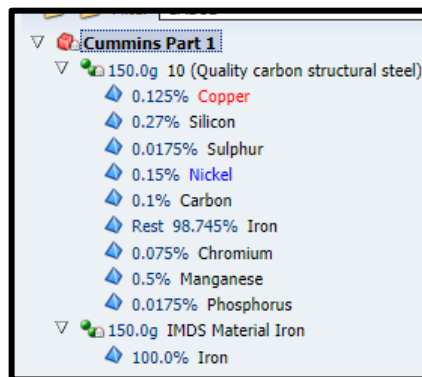 Cummins Part 1
150.0g 10 (Quality carbon structural steel)
0.125% Copper
0.27% Silicon
0.0175% Sulphur
0.15% Nickel
0.1% Carbon
Rest 98.745% Iron
0.075% Chromium
0.5% Manganese
0.0175% Phosphorus
150.0g IMDS Material Iron
100.0% Iron